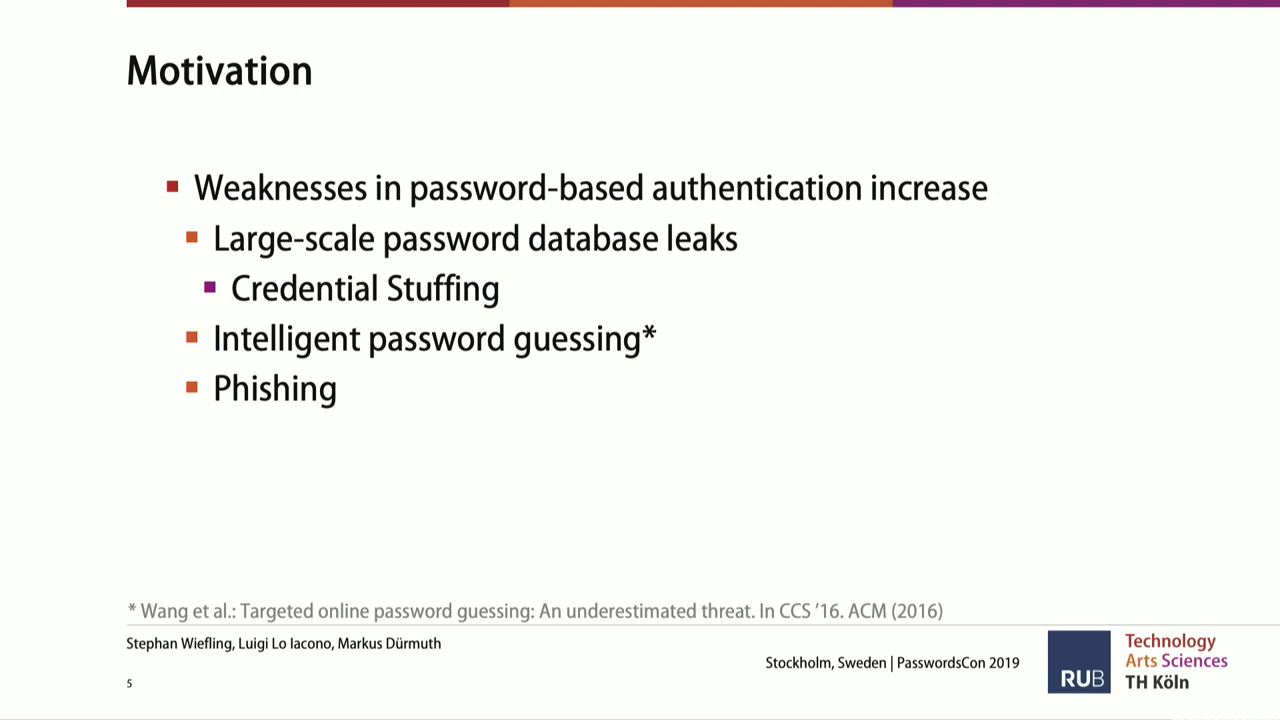 Motivation
Weaknesses in password-based authentication increase
Large-scale password database leaks
Credential Stuffing
Intelligent password guessing*
Phishing
* Wang et al.: Targeted online password guessing: An underestimated threat. In CCS ’16. ACM (2016)
Stephan Wiefling, Luigi Lo Iacono, Markus Dürmuth
Stockholm, Sweden | PasswordsCon 2019
5
RUB
Technology
Arts Sciences
TH Köln